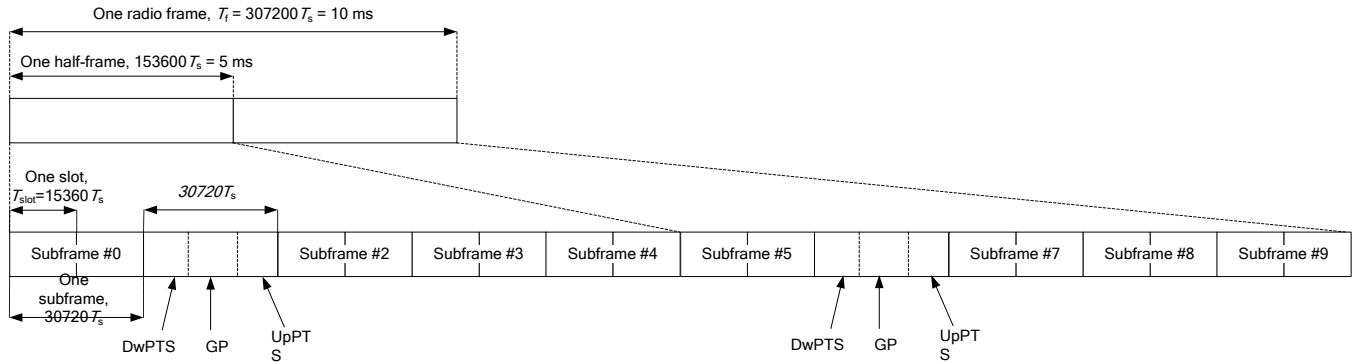 One radio frame, Tf = 307200Ts = 10 ms
One half-frame, 153600Ts = 5 ms
One slot,
Tslot=15360Ts
30720Ts
Subframe #0
Subframe #2
Subframe #3
Subframe #4
Subframe #5
Subframe #7
Subframe #8
Subframe #9
One
subframe,
30720Ts
DwPTS
GP
UpPT
S
DwPTS
GP
UpPT
S